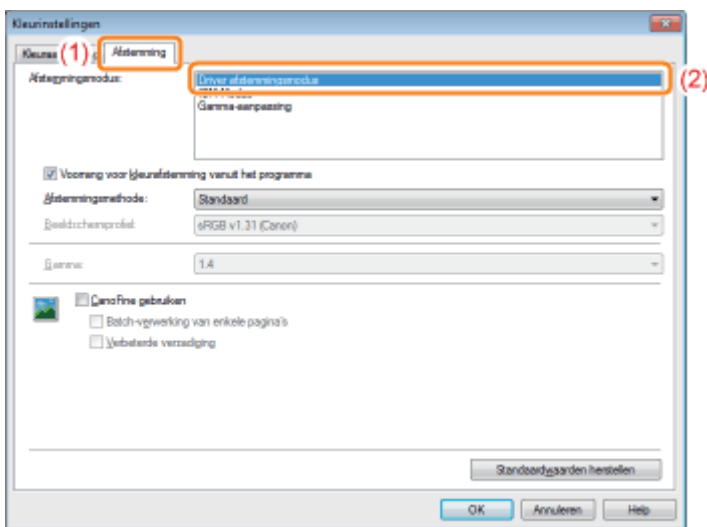 Kleurinstellingen
(1)
Afstemming
Driver afstemmingsmodus
(2)
Gamma-aanpassing
Voorrang voor kleurafstemming vanuit het programma
Afstemmingsmethode:
Standaard
Beeldschermprofiel:
sRGB v1.31 (Canon)
Gamma:
1.4
CanoFine gebruiken
Batch-verwerking van enkele pagina's
Verbeterde verzadiging
Standaardwaarden herstellen
OK
Annuleren
Help